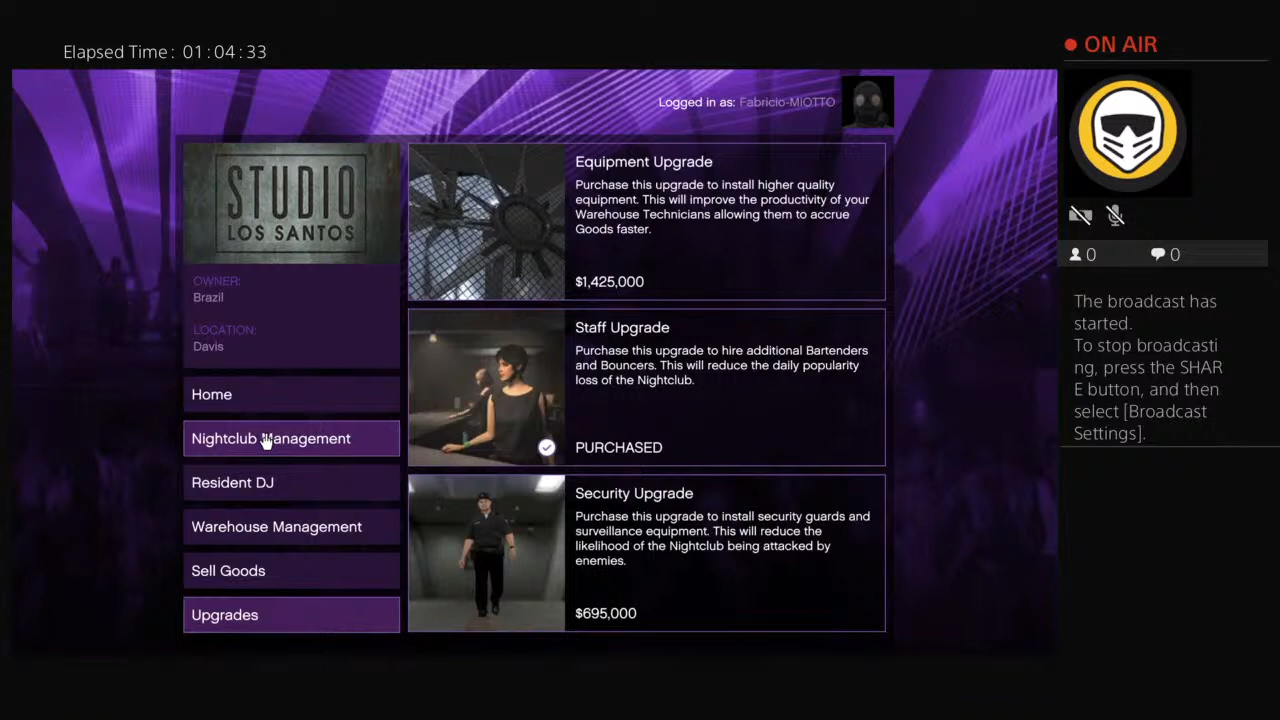 Elapsed Time: 01:04:33
ON AIR
Logged in as: Fabricio-MIOTTO
STUDIO
LOS SANTOS
OWNER:
Brazil
LOCATION:
Davis
Home
Nightclub Management
Resident DJ
Warehouse Management
Sell Goods
Upgrades
Equipment Upgrade
Purchase this upgrade to install higher quality
equipment. This will improve the productivity of your
Warehouse Technicians allowing them to accrue
Goods faster.
$1,425,000
Staff Upgrade
Purchase this upgrade to hire additional Bartenders
and Bouncers. This will reduce the daily popularity
loss of the Nightclub.
PURCHASED
Security Upgrade
Purchase this upgrade to install security guards and
surveillance equipment. This will reduce the
likelihood of the Nightclub being attacked by
enemies.
$695,000
0 0
The broadcast has
started.
To stop broadcasti
ng, press the SHAR
E button, and then
select [Broadcast
Settings].